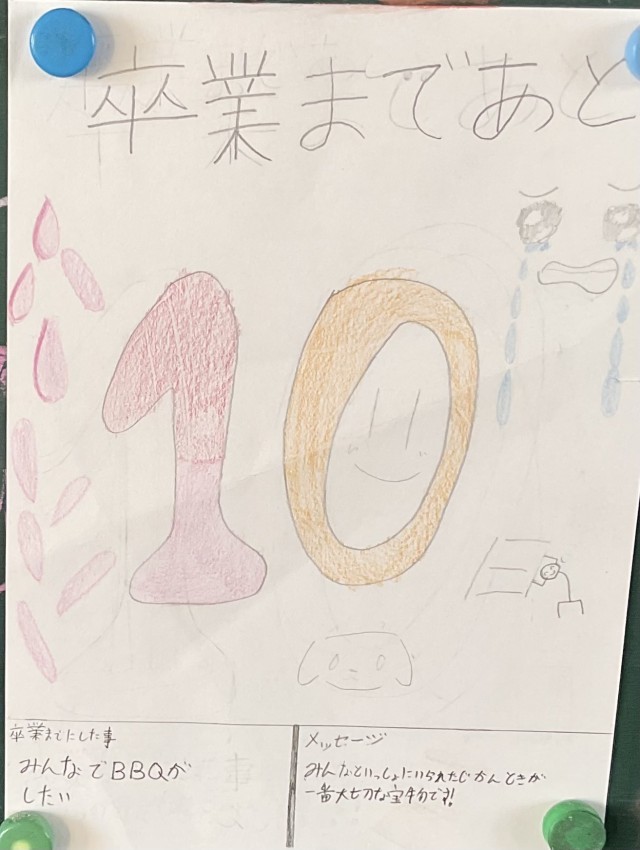 卒業まであと
10
卒業までにした事
みんなでBBQが
したい
メッセージ
みんなといっしょにいられたじかんときが
一番大切な宝物です!